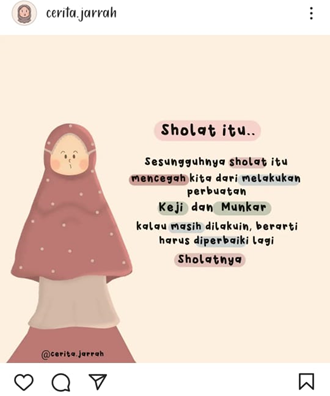 cerita.jarrah
Sholat itu..
Sesungguhnya sholat itu
mencegah kita dari melakukan
perbuatan
Keji dan Munkar
kalau masih dilakuin, berarti
harus diperbaiki lagi
Sholatnya
@cerita.jarrah